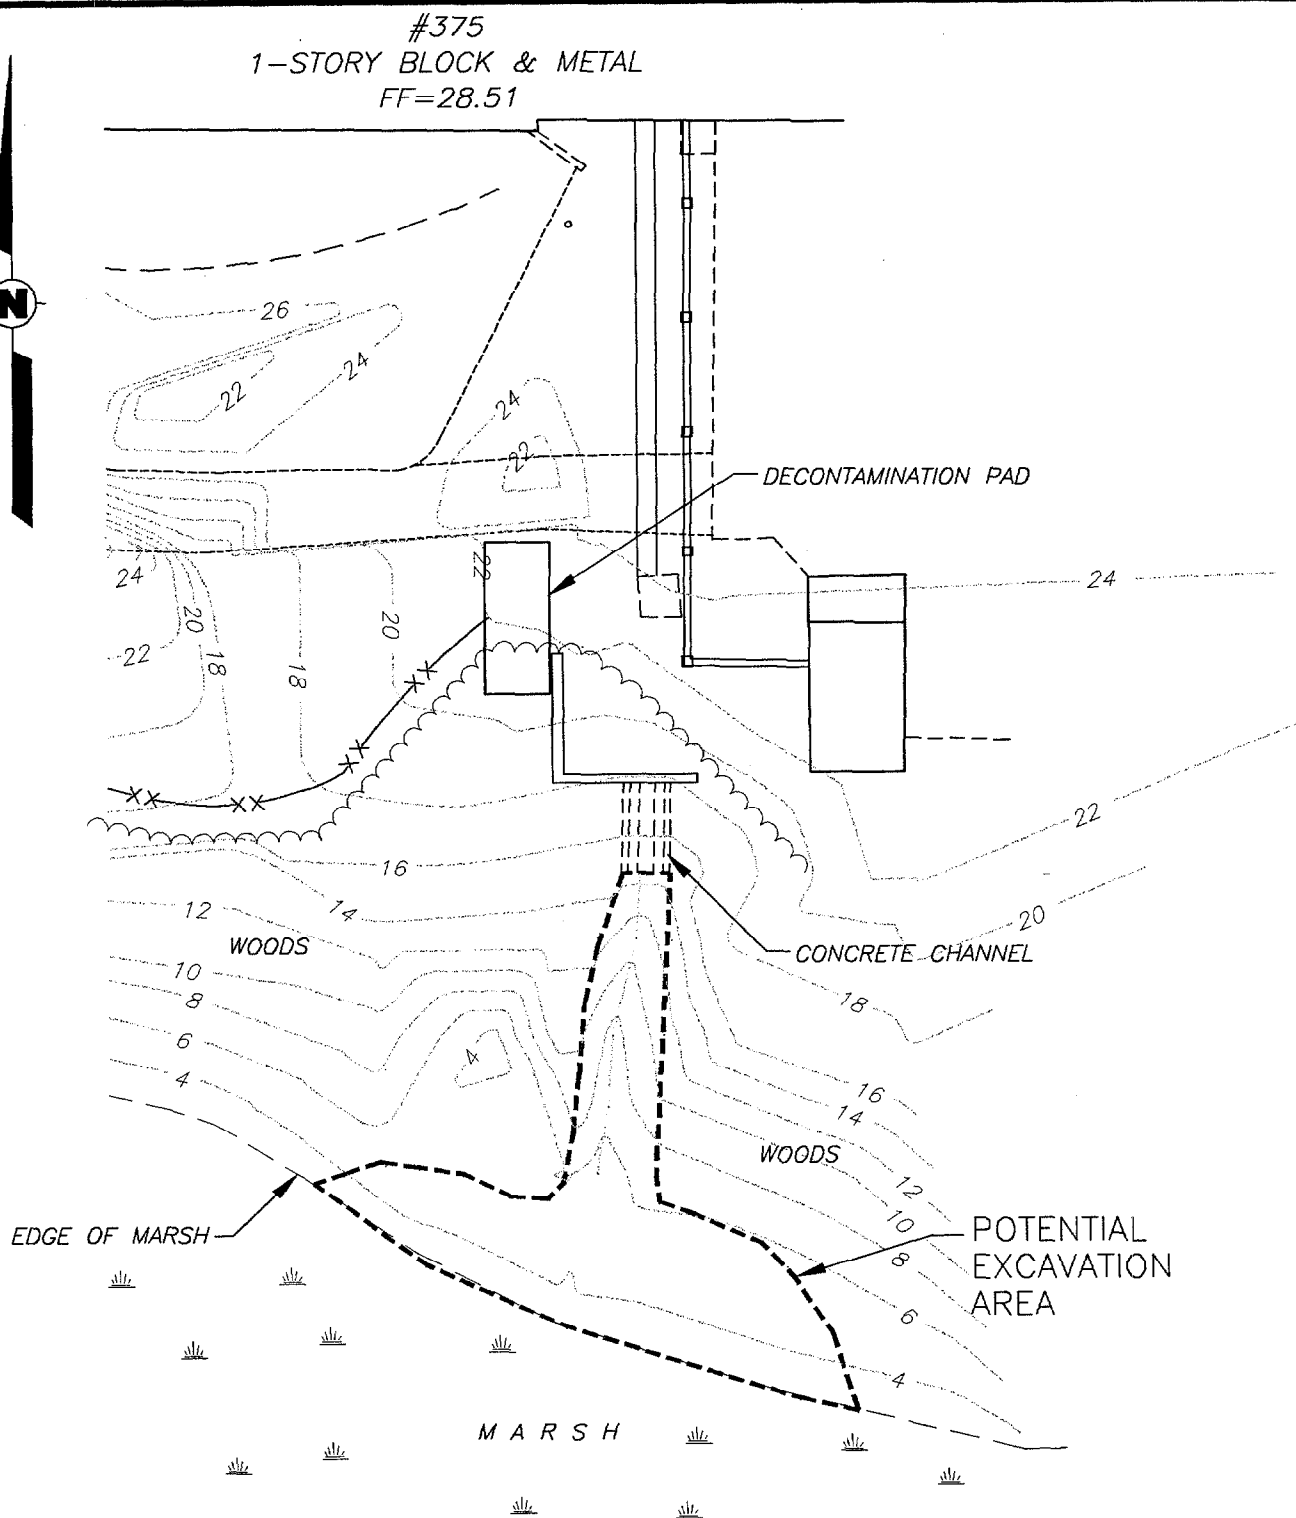 #375
1-STORY BLOCK & METAL
FF=28.51
N
26
24
22
24
22
DECONTAMINATION PAD
22
24
24
20
20
22
18
18
22
16
14
12
20
WOODS
CONCRETE CHANNEL
10
8
18
6
4
4
16
14
WOODS
12
10
EDGE OF MARSH
POTENTIAL
EXCAVATION
AREA
8
6
4
MARSH